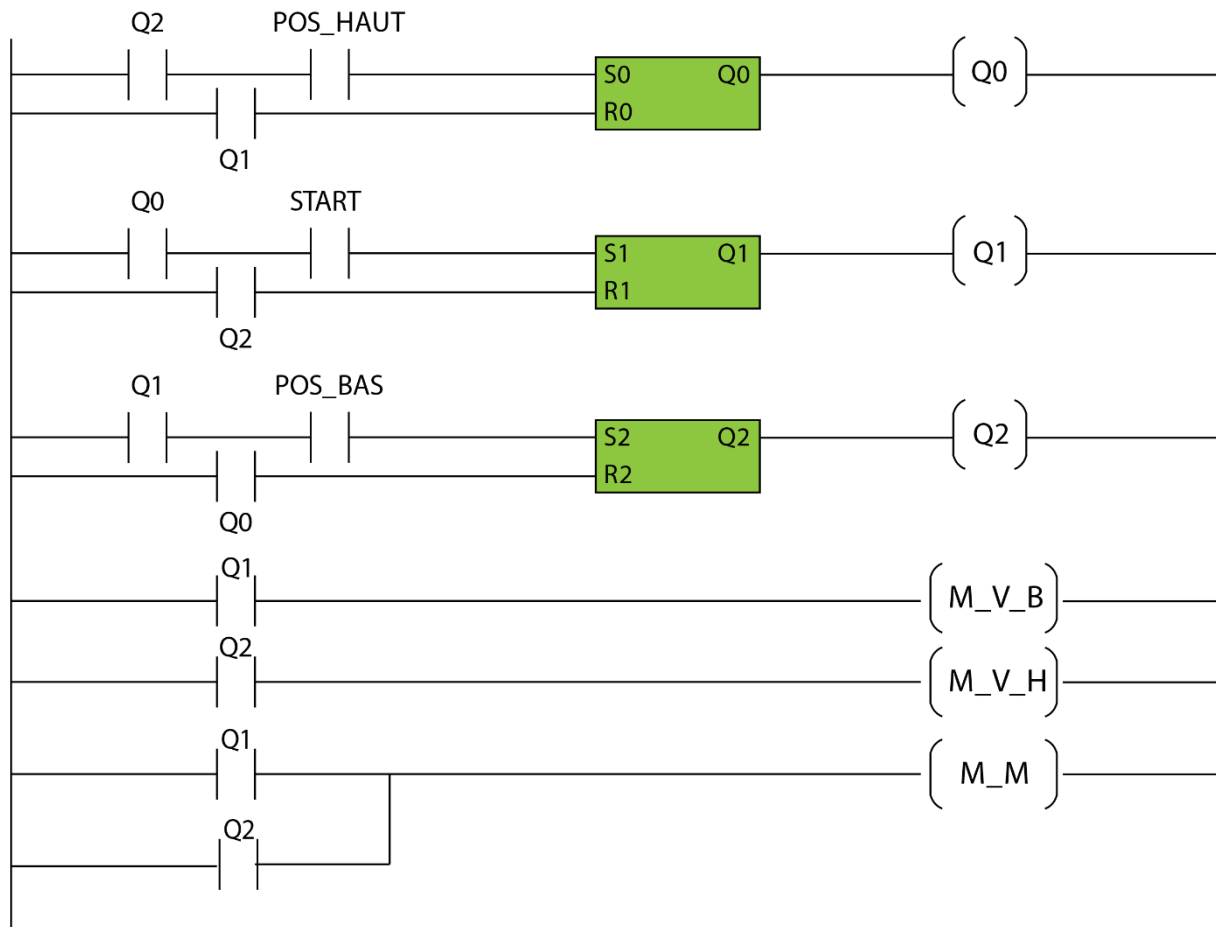 Q2 POS_HAUT
S0 Q0 Q0
R0
Q1
Q0 START
S1 Q1 Q1
R1
Q2
Q1 POS_BAS
S2 Q2 Q2
R2
Q0
Q1
M_V_B
Q2
M_V_H
Q1
M_M
Q2